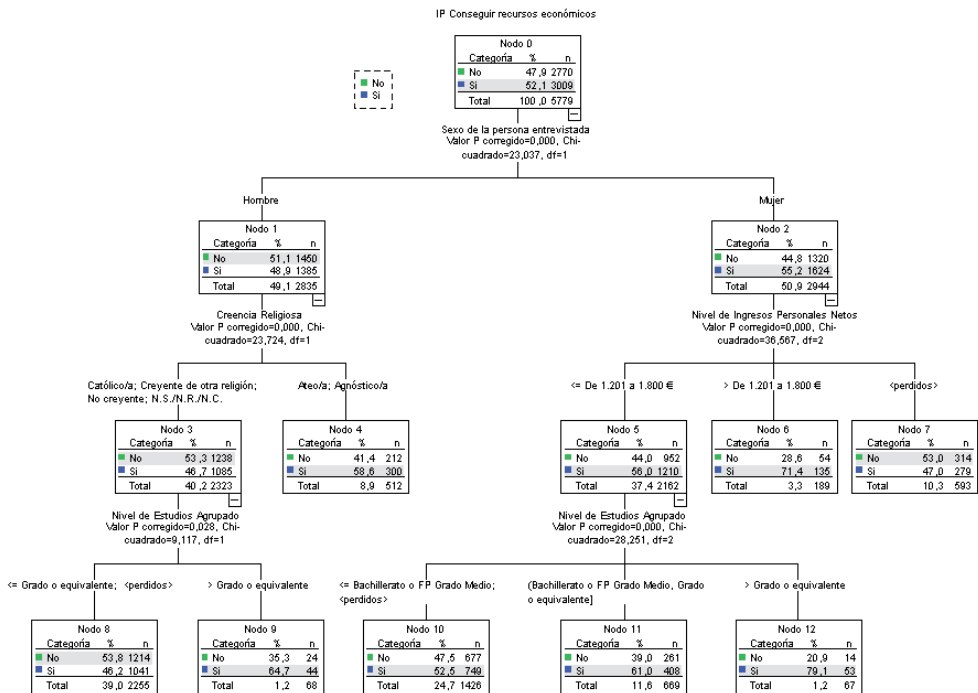 IP Conseguir recursos económicos
Nodo 0
Categoría % n
No 47,9 2770
Si 52,1 3009
Total 100,0 5779
No
Si
Sexo de la persona entrevistada
Valor P corregido=0,000, Chi-
cuadrado=23,037, df=1
Hombre
Mujer
Nodo 1
Categoría % n
No 51,1 1450
Si 48,9 1385
Total 49,1 2835
Nodo 2
Categoría % n
No 44,8 1320
Si 55,2 1624
Total 50,9 2944
Creencia Religiosa
Valor P corregido=0,000, Chi-
cuadrado=23,724, df=1
Nivel de Ingresos Personales Netos
Valor P corregido=0,000, Chi-
cuadrado=36,567, df=2
Católico/a; Creyente de otra religión;
No creyente; N.S./N.R./N.C.
Ateo/a; Agnóstico/a
<= De 1.201 a 1.800 €
> De 1.201 a 1.800 €
<perdidos>
Nodo 3
Categoría % n
No 53,3 1238
Si 46,7 1085
Total 40,2 2323
Nodo 4
Categoría % n
No 41,4 212
Si 58,6 300
Total 8,9 512
Nodo 5
Categoría % n
No 44,0 952
Si 56,0 1210
Total 37,4 2162
Nodo 6
Categoría % n
No 28,6 54
Si 71,4 135
Total 3,3 189
Nodo 7
Categoría % n
No 53,0 314
Si 47,0 279
Total 10,3 593
Nivel de Estudios Agrupado
Valor P corregido=0,028, Chi-
cuadrado=9,117, df=1
Nivel de Estudios Agrupado
Valor P corregido=0,000, Chi-
cuadrado=28,251, df=2
<= Grado o equivalente; <perdidos>
> Grado o equivalente
<= Bachillerato o FP Grado Medio;
<perdidos>
(Bachillerato o FP Grado Medio, Grado
o equivalente]
> Grado o equivalente
Nodo 8
Categoría % n
No 53,8 1214
Si 46,2 1041
Total 39,0 2255
Nodo 9
Categoría % n
No 35,3 24
Si 64,7 44
Total 1,2 68
Nodo 10
Categoría % n
No 47,5 677
Si 52,5 749
Total 24,7 1426
Nodo 11
Categoría % n
No 39,0 261
Si 61,0 408
Total 11,6 669
Nodo 12
Categoría % n
No 20,9 14
Si 79,1 53
Total 1,2 67